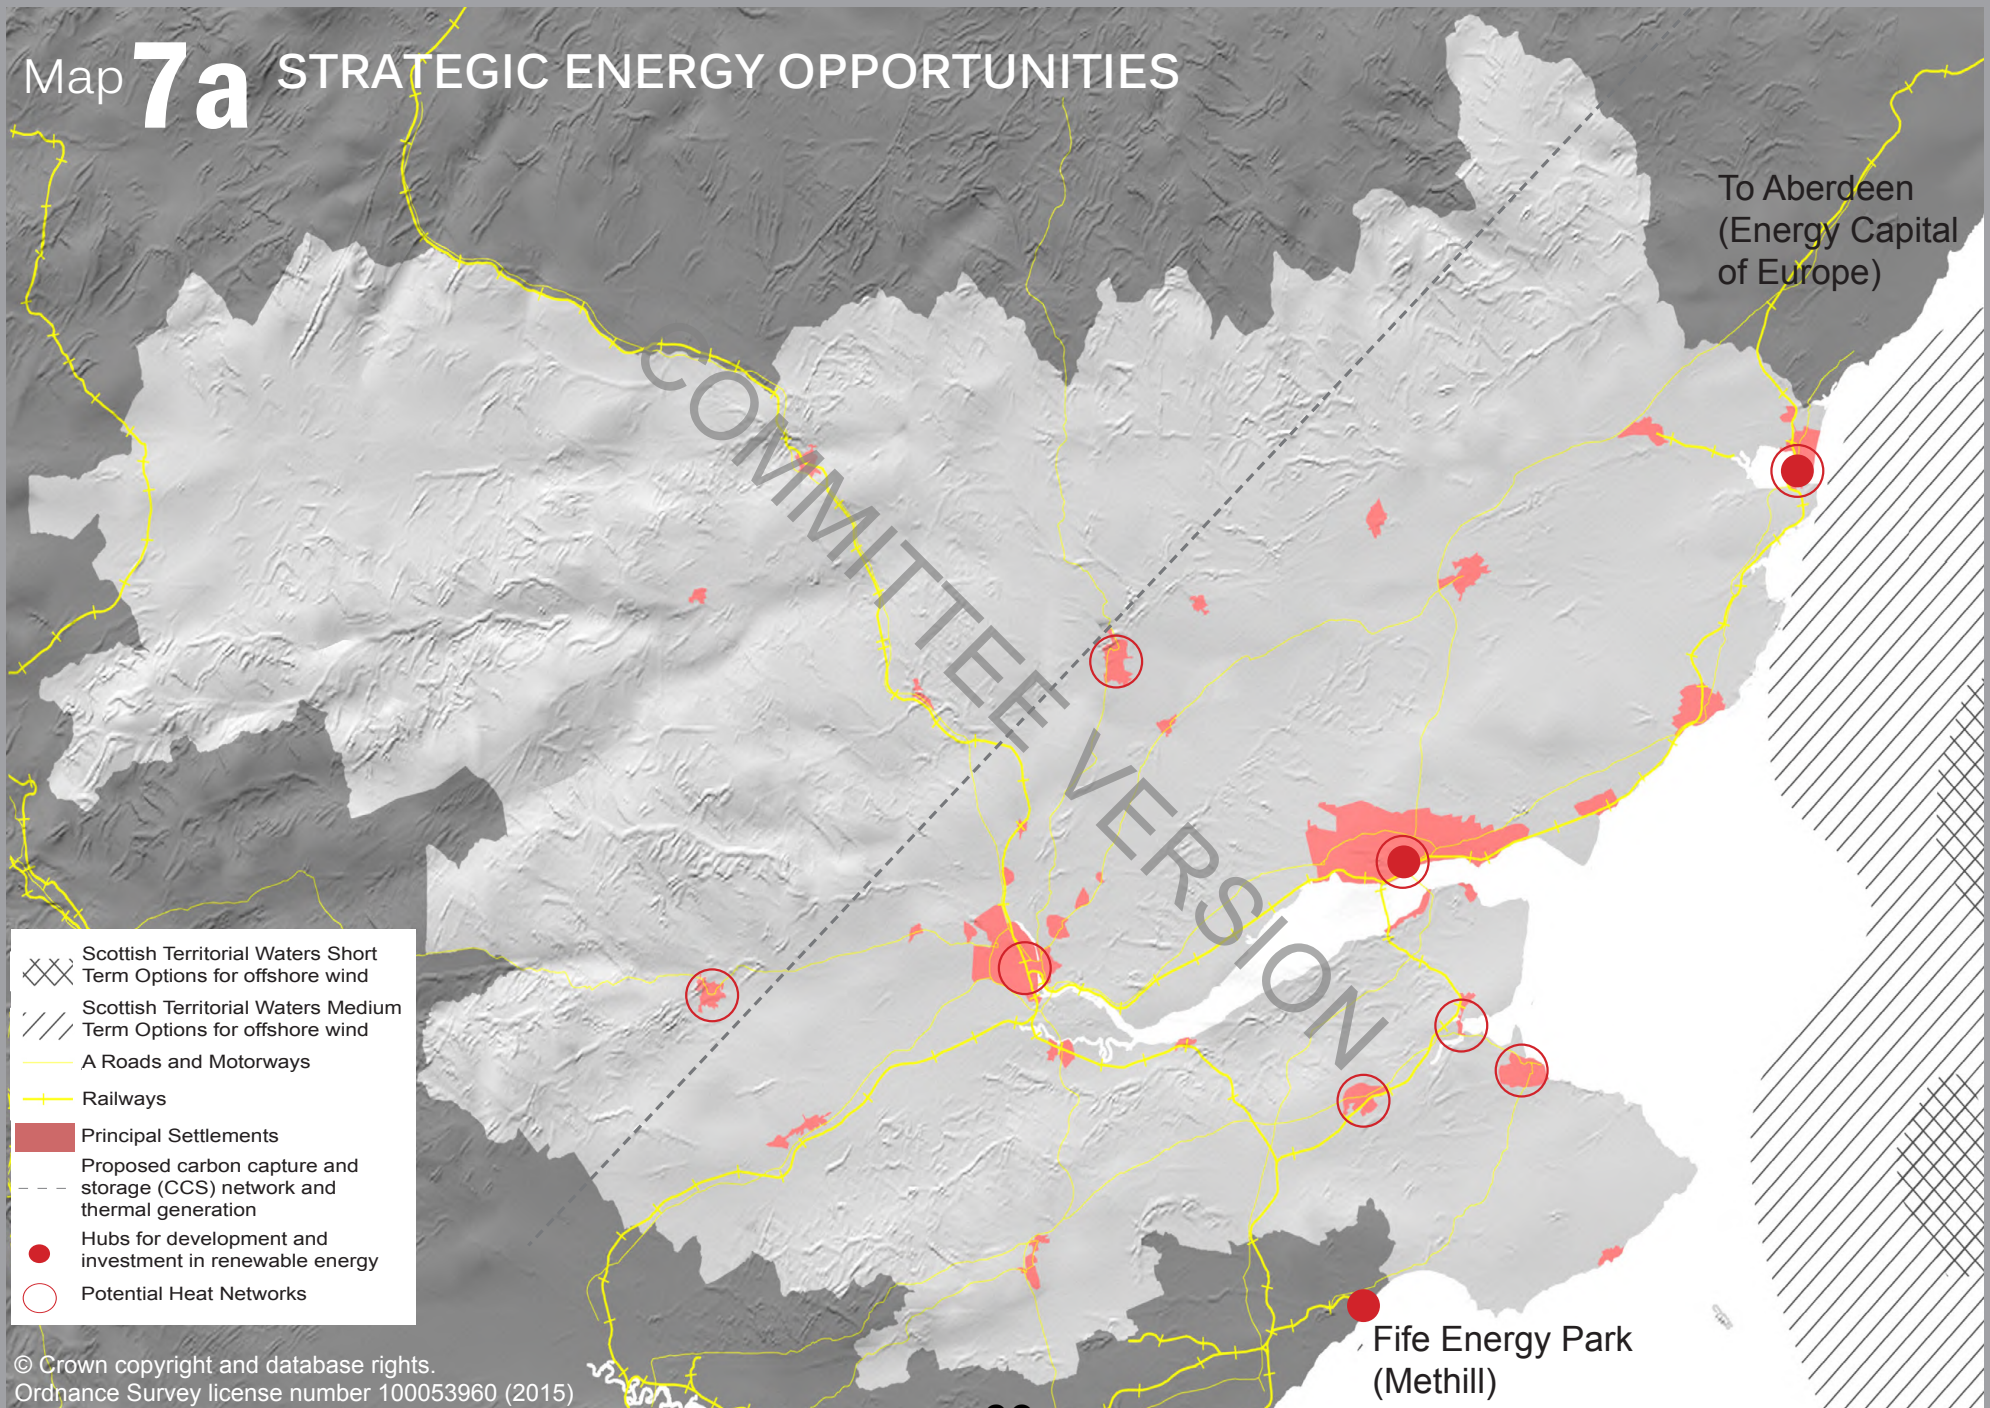 Map 7a STRATEGIC ENERGY OPPORTUNITIES
To Aberdeen
(Energy Capital
of Europe)
COMMITTEE VERSION
Scottish Territorial Waters Short
Term Options for offshore wind
Scottish Territorial Waters Medium
Term Options for offshore wind
A Roads and Motorways
Railways
Principal Settlements
Proposed carbon capture and
storage (CCS) network and
thermal generation
Hubs for development and
investment in renewable energy
Potential Heat Networks
Fife Energy Park
(Methill)
© Crown copyright and database rights.
Ordnance Survey license number 100053960 (2015)